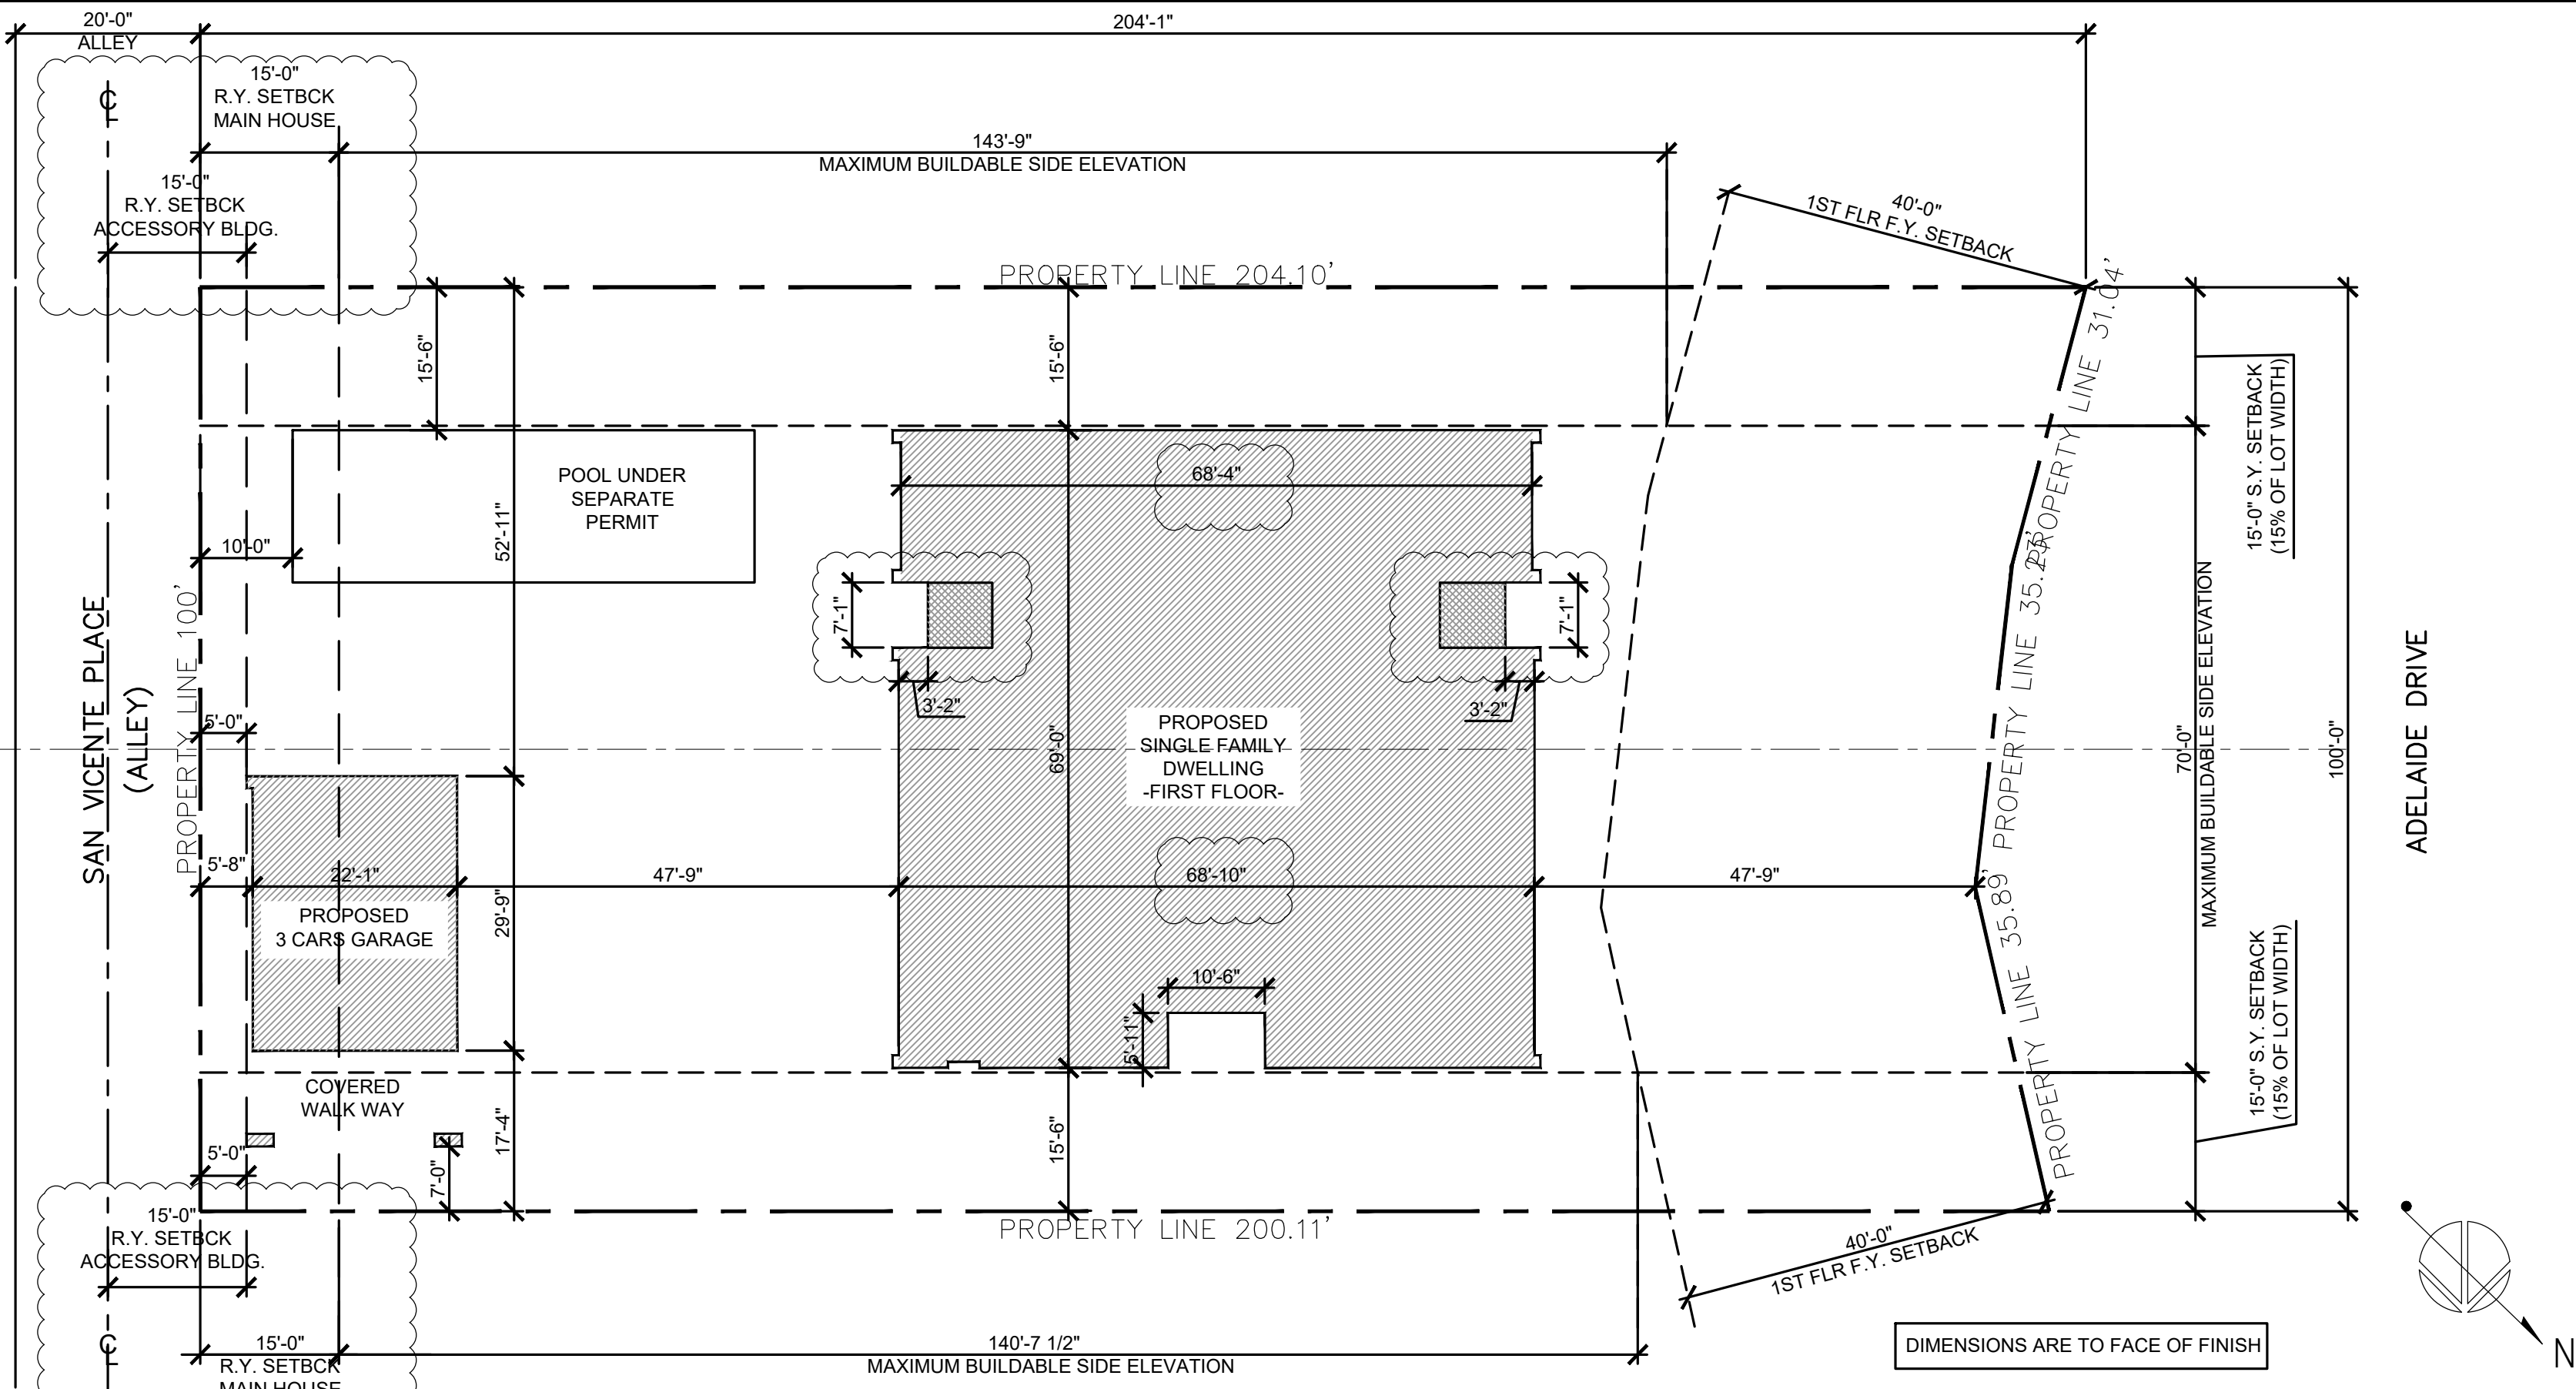 20'-0"
ALLEY
204'-1"
15'-0"
R.Y. SETBCK
MAIN HOUSE
CL
143'-9"
MAXIMUM BUILDABLE SIDE ELEVATION
15'-0"
R.Y. SETBCK
ACCESSORY BLDG.
40'-0"
1ST FLR F.Y. SETBACK
PROPERTY LINE 204.10'
PROPERTY LINE 31.04'
15'-6"
15'-6"
15'-0" S.Y. SETBACK
(15% OF LOT WIDTH)
POOL UNDER
SEPARATE
PERMIT
68'-4"
52'-11"
10'-0"
7'-1"
7'-1"
PROPERTY LINE 35.23'
SAN VICENTE PLACE
(ALLEY)
PROPERTY LINE 100'
5'-0"
3'-2"
3'-2"
69'-0"
PROPOSED
SINGLE FAMILY
DWELLING
-FIRST FLOOR-
70'-0"
MAXIMUM BUILDABLE SIDE ELEVATION
100'-0"
ADELAIDE DRIVE
5'-8"
22'-1"
47'-9"
68'-10"
47'-9"
29'-9"
PROPOSED
3 CARS GARAGE
10'-6"
5'-11"
PROPERTY LINE 35.89'
15'-0" S.Y. SETBACK
(15% OF LOT WIDTH)
COVERED
WALK WAY
17'-4"
15'-6"
5'-0"
7'-0"
15'-0"
R.Y. SETBCK
ACCESSORY BLDG.
PROPERTY LINE 200.11'
40'-0"
1ST FLR F.Y. SETBACK
CL
15'-0"
R.Y. SETBCK
MAIN HOUSE
140'-7 1/2"
MAXIMUM BUILDABLE SIDE ELEVATION
DIMENSIONS ARE TO FACE OF FINISH
N